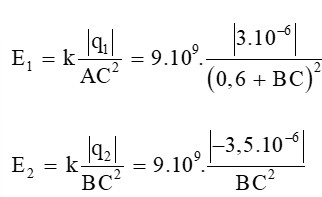 E₁ = k |q₁| / AC² = 9.10⁹. |3.10⁻⁶| / (0,6 + BC)²
E₂ = k |q₂| / BC² = 9.10⁹. |-3,5.10⁻⁶| / BC²